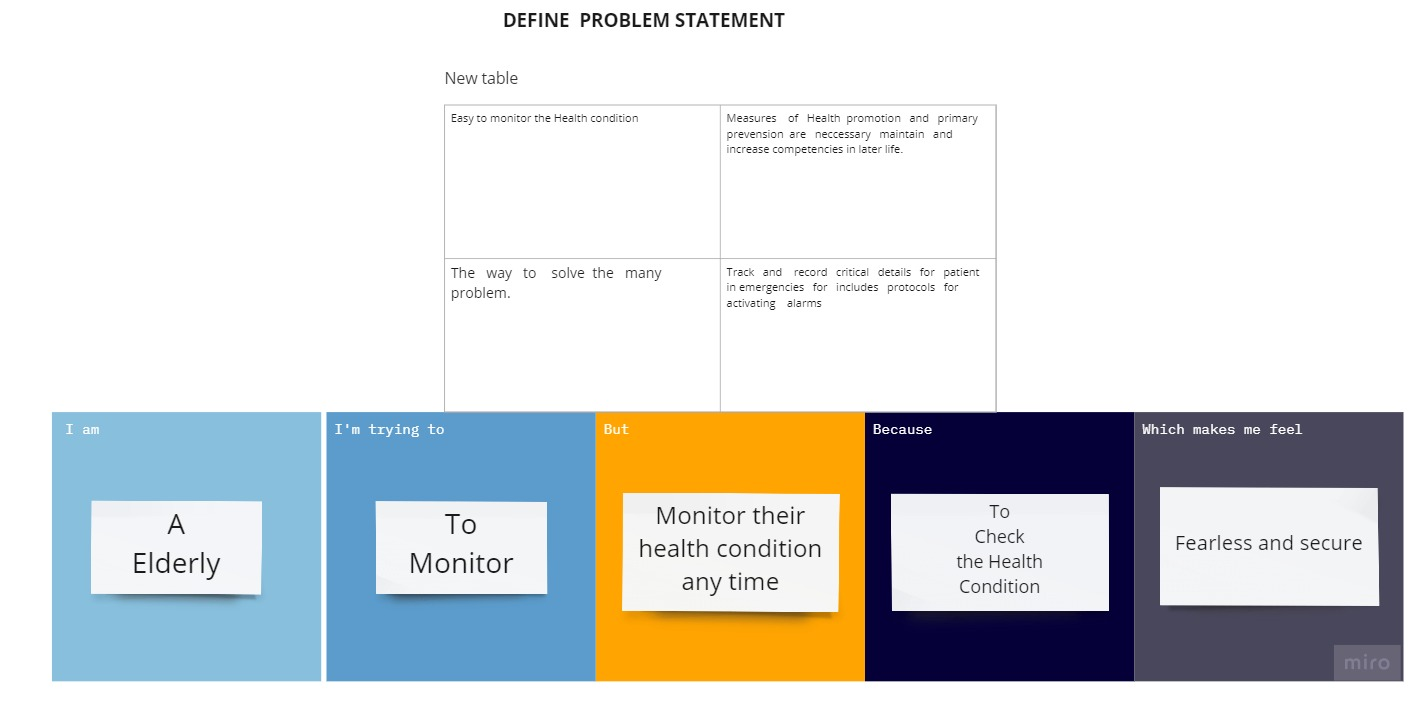 DEFINE PROBLEM STATEMENT
New table
Easy to monitor the Health condition
Measures of Health promotion and primary
prevension are neccessary maintain and
increase competencies in later life.
The way to solve the many
problem.
Track and record critical details for patient
in emergencies for includes protocols for
activating alarms
I am
A
Elderly
I'm trying to
To
Monitor
But
Monitor their
health condition
any time
Because
To
Check
the Health
Condition
Which makes me feel
Fearless and secure
miro